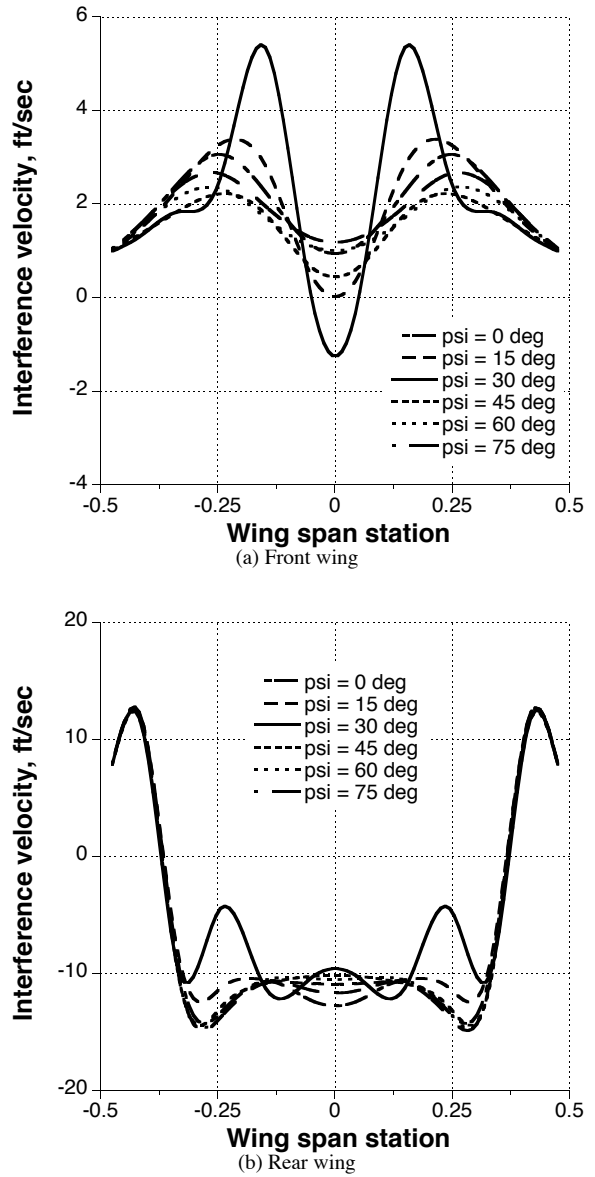 6
4
2
0
-2
-4
Interference velocity, ft/sec
psi = 0 deg
psi = 15 deg
psi = 30 deg
psi = 45 deg
psi = 60 deg
psi = 75 deg
-0.5 -0.25 0 0.25 0.5
Wing span station
(a) Front wing
20
10
0
-10
-20
Interference velocity, ft/sec
psi = 0 deg
psi = 15 deg
psi = 30 deg
psi = 45 deg
psi = 60 deg
psi = 75 deg
-0.5 -0.25 0 0.25 0.5
Wing span station
(b) Rear wing